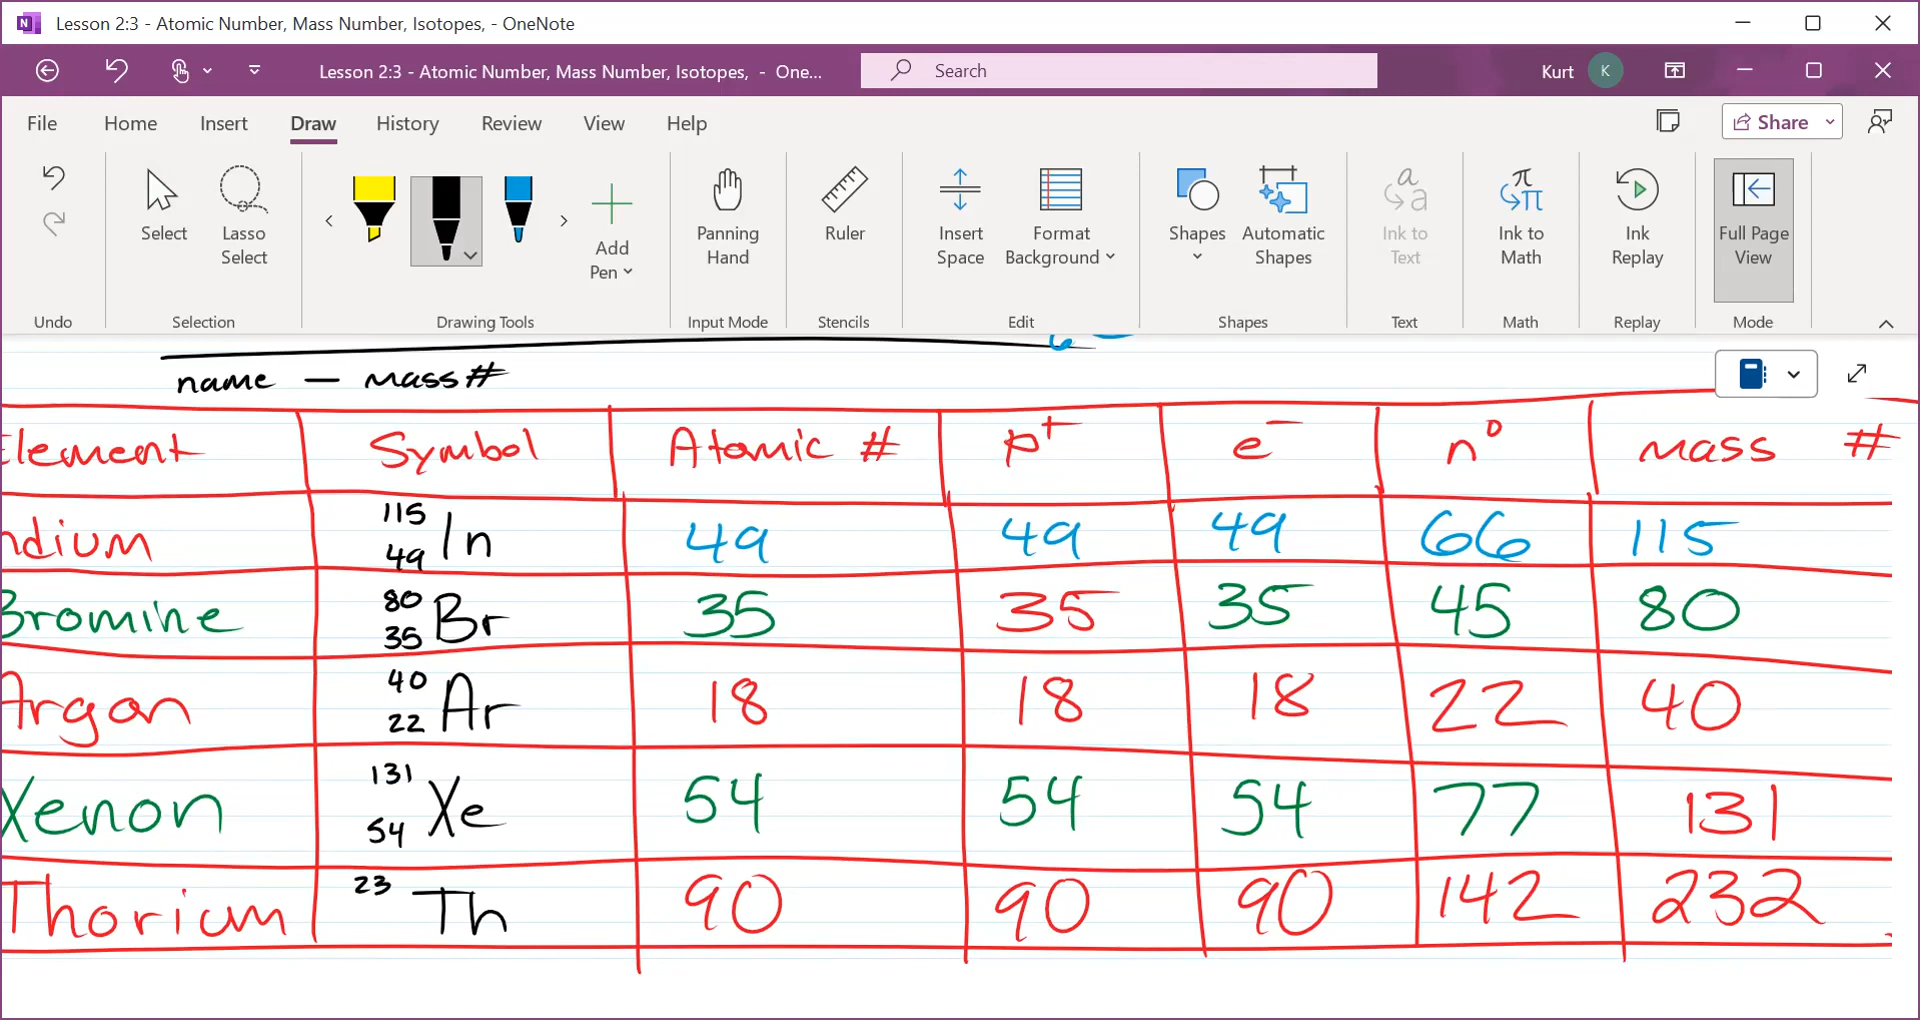 Lesson 2:3 - Atomic Number, Mass Number, Isotopes, - OneNote
Lesson 2:3 - Atomic Number, Mass Number, Isotopes, - One...
Search
Kurt K
File Home Insert Draw History Review View Help Share
Select Lasso Select Add Pen Panning Hand Ruler Insert Space Format Background Shapes Automatic Shapes Ink to Text Ink to Math Ink Replay Full Page View
Undo Selection Drawing Tools Input Mode Stencils Edit Shapes Text Math Replay Mode
name — mass #
Element Symbol Atomic # p+ e- n° mass #
ndium 115 49 In 49 49 49 66 115
Bromine 80 35 Br 35 35 35 45 80
Argon 40 22 Ar 18 18 18 22 40
Xenon 131 54 Xe 54 54 54 77 131
Thorium 23 Th 90 90 90 142 232